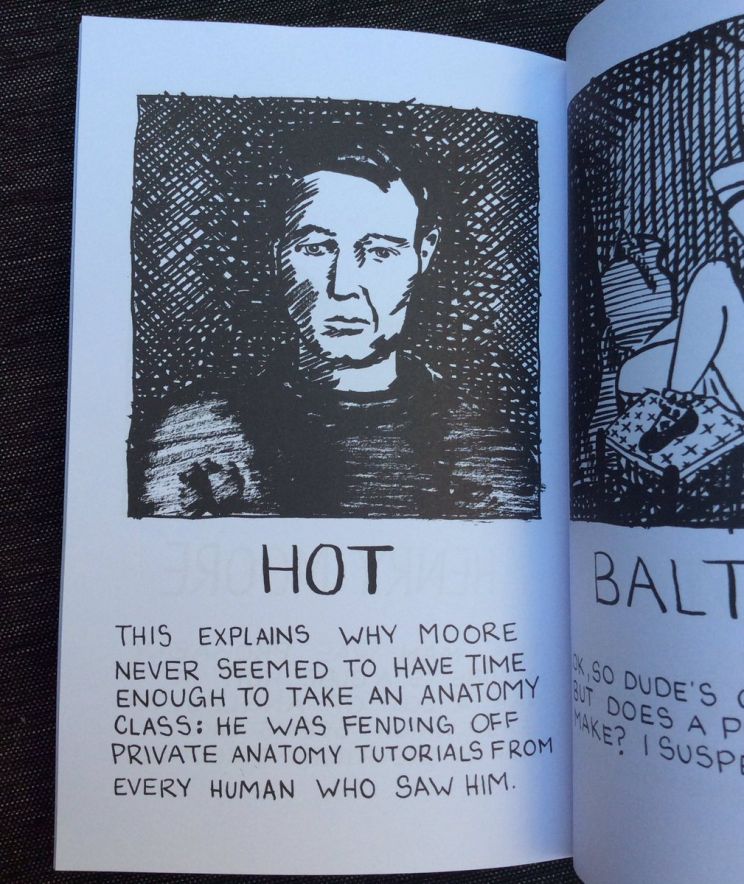 HOT
THIS EXPLAINS WHY MOORE
NEVER SEEMED TO HAVE TIME
ENOUGH TO TAKE AN ANATOMY
CLASS: HE WAS FENDING OFF
PRIVATE ANATOMY TUTORIALS FROM
EVERY HUMAN WHO SAW HIM.
BALT
OK, SO DUDE'S
BUT DOES A P
MAKE? I SUSPE